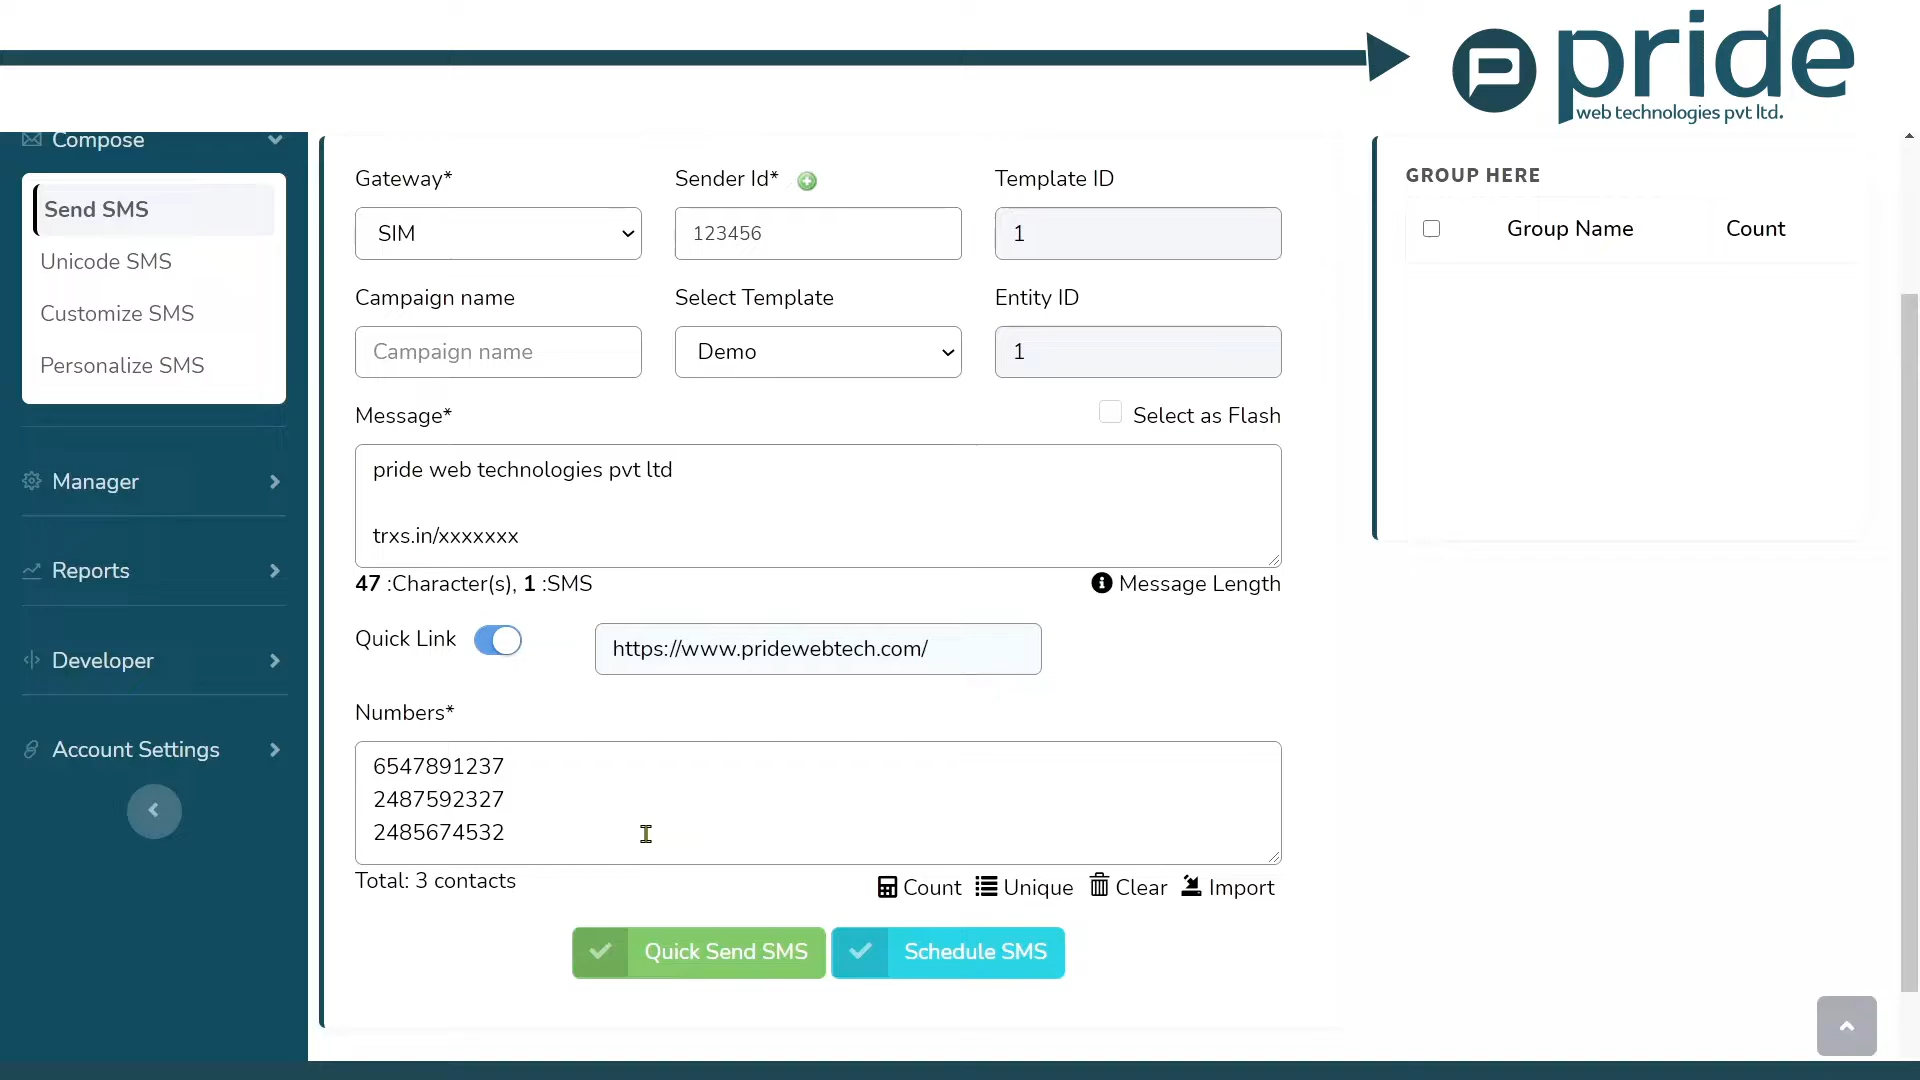 pride
web technologies pvt ltd.
Compose
Send SMS
Unicode SMS
Customize SMS
Personalize SMS
Manager
Reports
Developer
Account Settings
Gateway*
Sender Id*
Template ID
SIM
123456
1
Campaign name
Select Template
Entity ID
Campaign name
Demo
1
Message*
Select as Flash
pride web technologies pvt ltd
trxs.in/xxxxxxx
47 :Character(s), 1 :SMS
Message Length
Quick Link
https://www.pridewebtech.com/
Numbers*
6547891237
2487592327
2485674532
Total: 3 contacts
Count
Unique
Clear
Import
Quick Send SMS
Schedule SMS
GROUP HERE
Group Name
Count